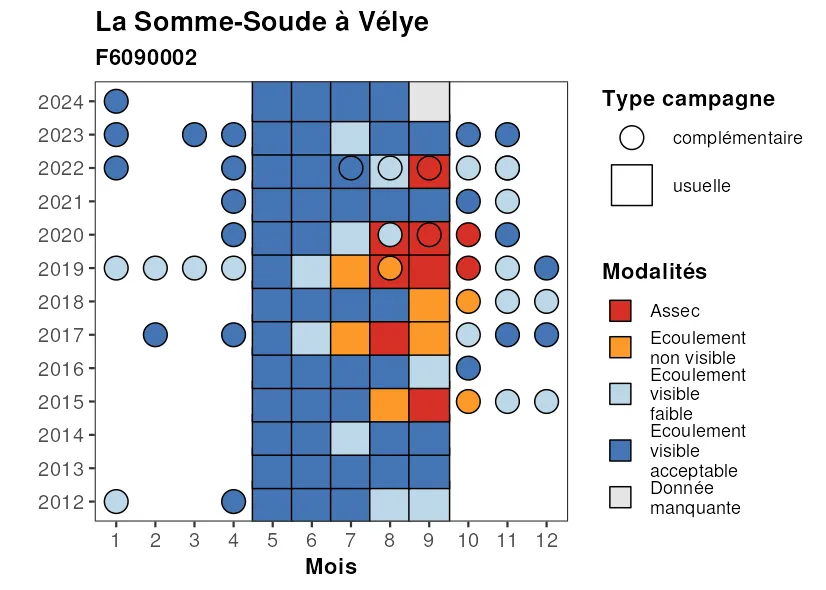 La Somme-Soude à Vélye
F6090002
2024
2023
2022
2021
2020
2019
2018
2017
2016
2015
2014
2013
2012
1 2 3 4 5 6 7 8 9 10 11 12
Mois
Type campagne
complémentaire
usuelle
Modalités
Assec
Ecoulement
non visible
Ecoulement
visible
faible
Ecoulement
visible
acceptable
Donnée
manquante